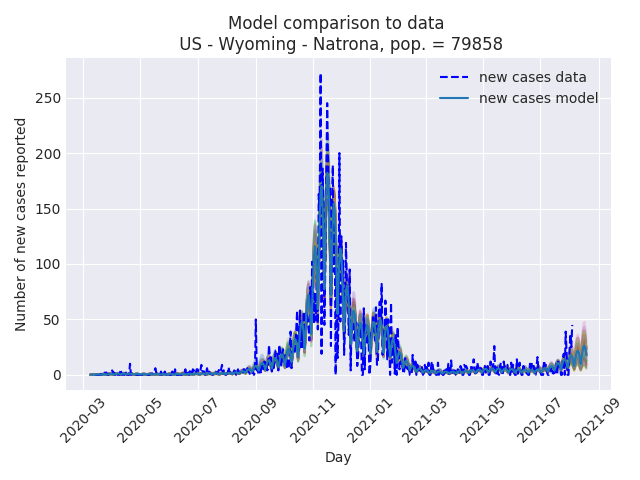 Model comparison to data
US - Wyoming - Natrona, pop. = 79858
new cases data
new cases model
Number of new cases reported
250
200
150
100
50
0
2020-03
2020-05
2020-07
2020-09
2020-11
2021-01
2021-03
2021-05
2021-07
2021-09
Day